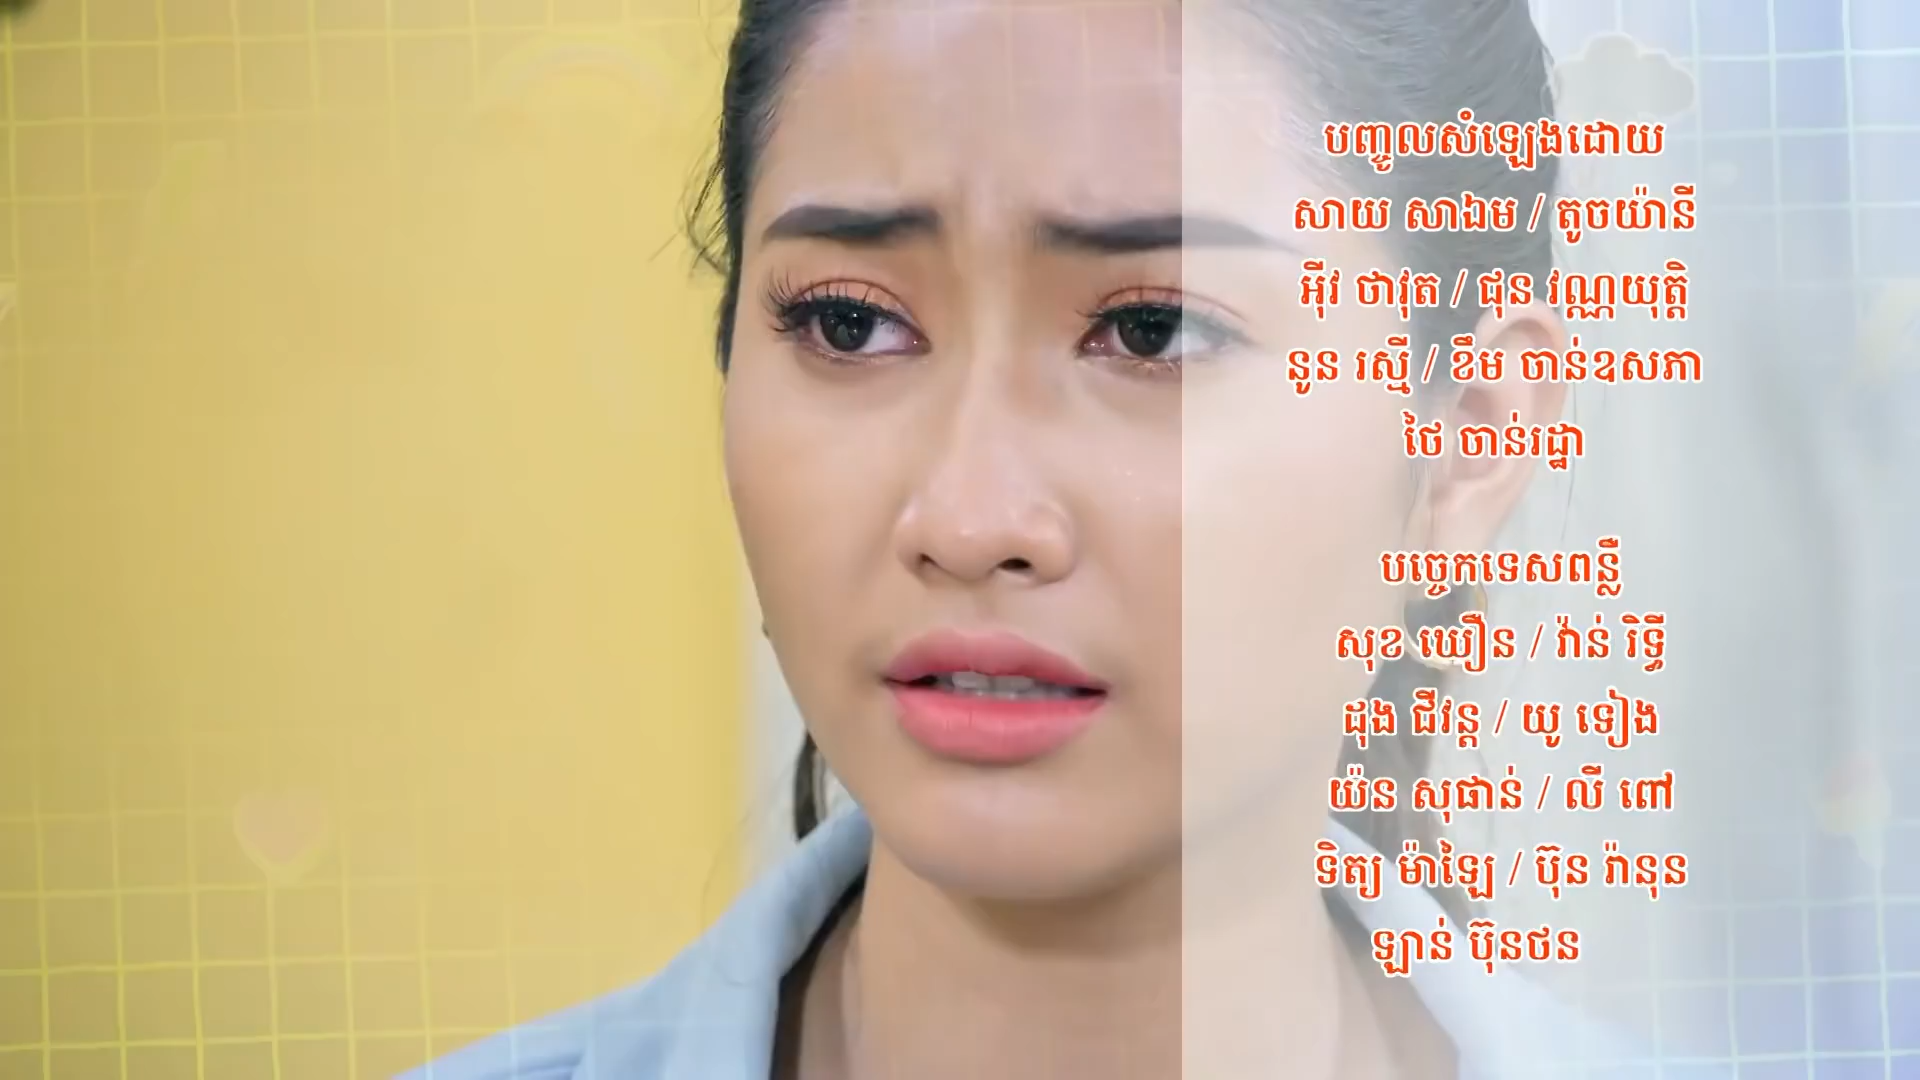 បញ្ចូលសំឡេងដោយ
សាយ សាឯម / តូចយ៉ានី
អ៊ីវ ថាវុត / ជុន វណ្ណយុត្តិ
នួន រស្មី / ខឹម ចាន់ឧសភា
ថៃ ចាន់រដ្ឋា
បច្ចេកទេសពន្លឺ
សុខ ឃឿន / វ៉ាន់ រិទ្ធី
ដុង ជីវន្ត / យូ ទៀង
យ៉ន សុផាន់ / លី ពៅ
ទិត្យ ម៉ាឡៃ / ប៊ុន រ៉ានុន
ឡាន់ ប៊ុនថន